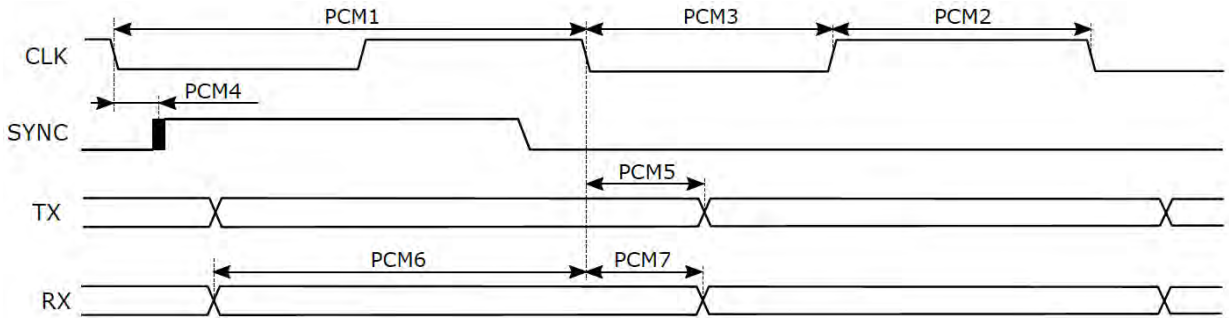 PCM1 PCM3 PCM2
CLK
PCM4
SYNC
PCM5
TX
PCM6 PCM7
RX